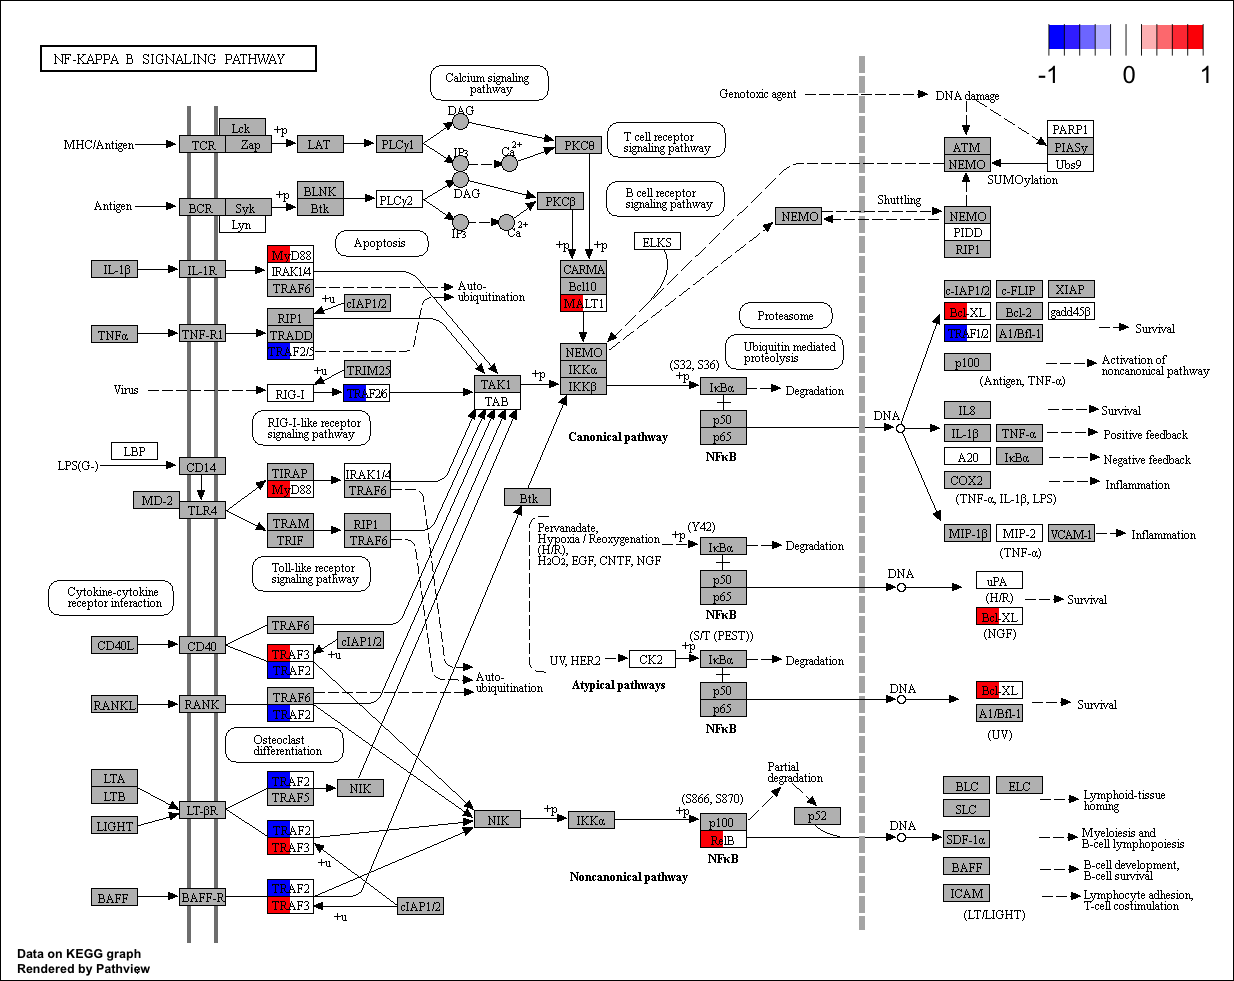 NF-KAPPA B SIGNALING PATHWAY
-1 0 1
Calcium signaling
pathway
Genotoxic agent
DNA damage
DAG
Lck
+p
MHC/Antigen
TCR
Zap
LAT
PLCγ1
PKCθ
T cell receptor
signaling pathway
IP3
Ca2+
ATM
NEMO
PARP1
PIASy
Ubs9
SUMOylation
Antigen
BCR
Syk
Lyn
+p
BLNK
Btk
PLCγ2
DAG
IP3
Ca2+
PKCβ
B cell receptor
signaling pathway
Shuttling
NEMO
NEMO
PIDD
RIP1
Apoptosis
+p
+p
ELKS
IL-1β
IL-1R
MyD88
IRAK1/4
TRAF6
Auto-
ubiquitination
CARMA
Bcl10
MALT1
c-IAP1/2
c-FLIP
XIAP
+u
cIAP1/2
Proteasome
Bcl-XL
Bcl-2
gadd45β
TNFα
TNF-R1
RIP1
TRADD
TRAF2/5
TRAF1/2
A1/Bfl-1
Survival
NEMO
IKKα
IKKβ
Ubiquitin mediated
proteolysis
+u
TRIM25
Virus
RIG-I
TRAF2/6
TAK1
TAB
+p
(S32, S36)
+p
IκBα
Degradation
p100
(Antigen, TNF-α)
Activation of
noncanonical pathway
RIG-I-like receptor
signaling pathway
Canonical pathway
p50
p65
NFκB
DNA
IL8
Survival
IL-1β
TNF-α
Positive feedback
A20
IκBα
Negative feedback
COX2
Inflammation
(TNF-α, IL-1β, LPS)
LBP
LPS(G-)
CD14
MD-2
TLR4
TIRAP
MyD88
IRAK1/4
TRAF6
TRAM
TRIF
RIP1
TRAF6
Btk
Toll-like receptor
signaling pathway
Pervanadate,
Hypoxia / Reoxygenation
(H/R),
H2O2, EGF, CNTF, NGF
+p
(Y42)
IκBα
Degradation
MIP-1β
MIP-2
VCAM-1
Inflammation
(TNF-α)
p50
p65
NFκB
DNA
uPA
(H/R)
Bcl-XL
(NGF)
Survival
Cytokine-cytokine
receptor interaction
CD40L
CD40
TRAF6
TRAF3
TRAF2
cIAP1/2
+u
Auto-
ubiquitination
UV, HER2
CK2
+p
(S/T (PEST))
IκBα
Degradation
Atypical pathways
p50
p65
NFκB
DNA
Bcl-XL
A1/Bfl-1
(UV)
Survival
RANKL
RANK
TRAF6
TRAF2
Osteoclast
differentiation
LTA
LTB
LIGHT
LT-βR
TRAF2
TRAF5
NIK
TRAF2
TRAF3
+u
NIK
+p
IKKα
(S866, S870)
+p
p100
RelB
NFκB
Partial
degradation
p52
DNA
BLC
ELC
SLC
Lymphoid-tissue
homing
SDF-1α
Myeloiesis and
B-cell lymphopoiesis
BAFF
B-cell development,
B-cell survival
ICAM
Lymphocyte adhesion,
T-cell costimulation
(LT/LIGHT)
Noncanonical pathway
BAFF
BAFF-R
TRAF2
TRAF3
+u
cIAP1/2
Data on KEGG graph
Rendered by Pathview